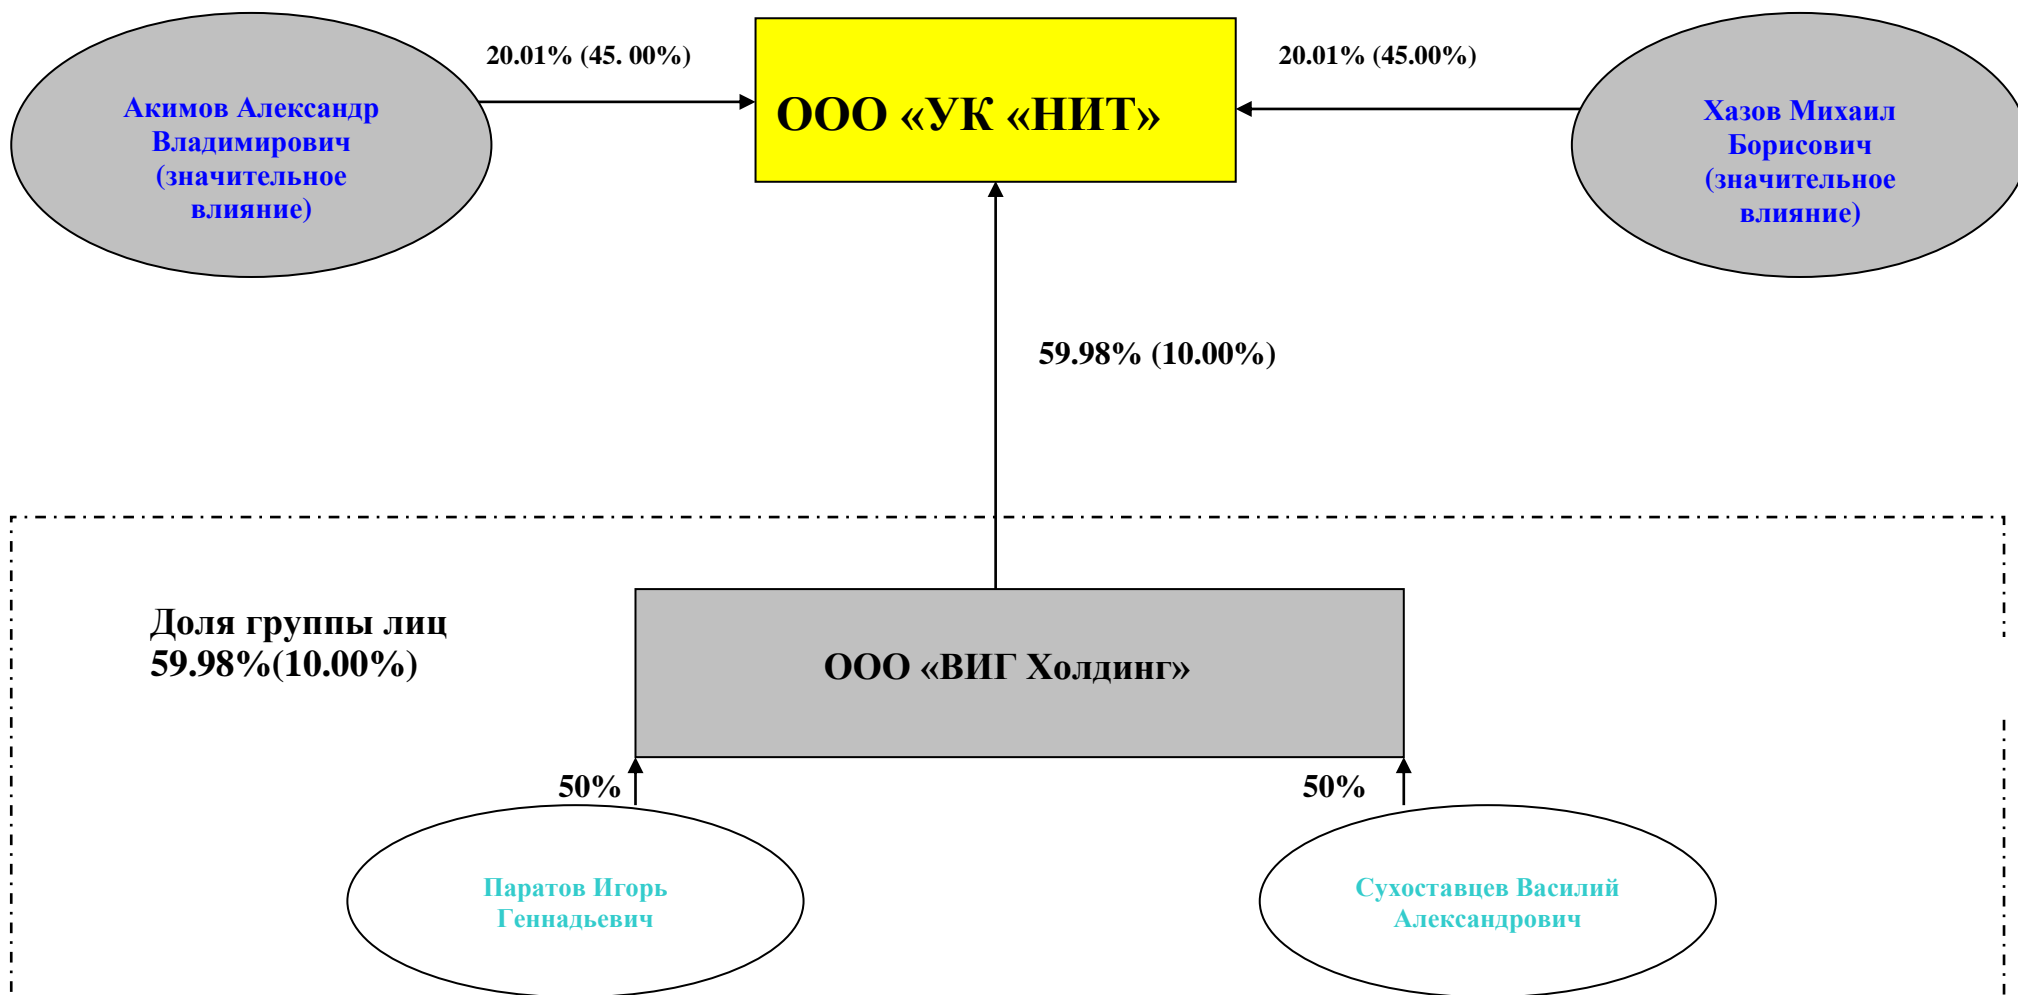 20.01% (45. 00%)
20.01% (45.00%)
Акимов Александр
Владимирович
(значительное
влияние)
ООО «УК «НИТ»
Хазов Михаил
Борисович
(значительное
влияние)
59.98% (10.00%)
Доля группы лиц
59.98%(10.00%)
ООО «ВИГ Холдинг»
50%
50%
Паратов Игорь
Геннадьевич
Сухоставцев Василий
Александрович